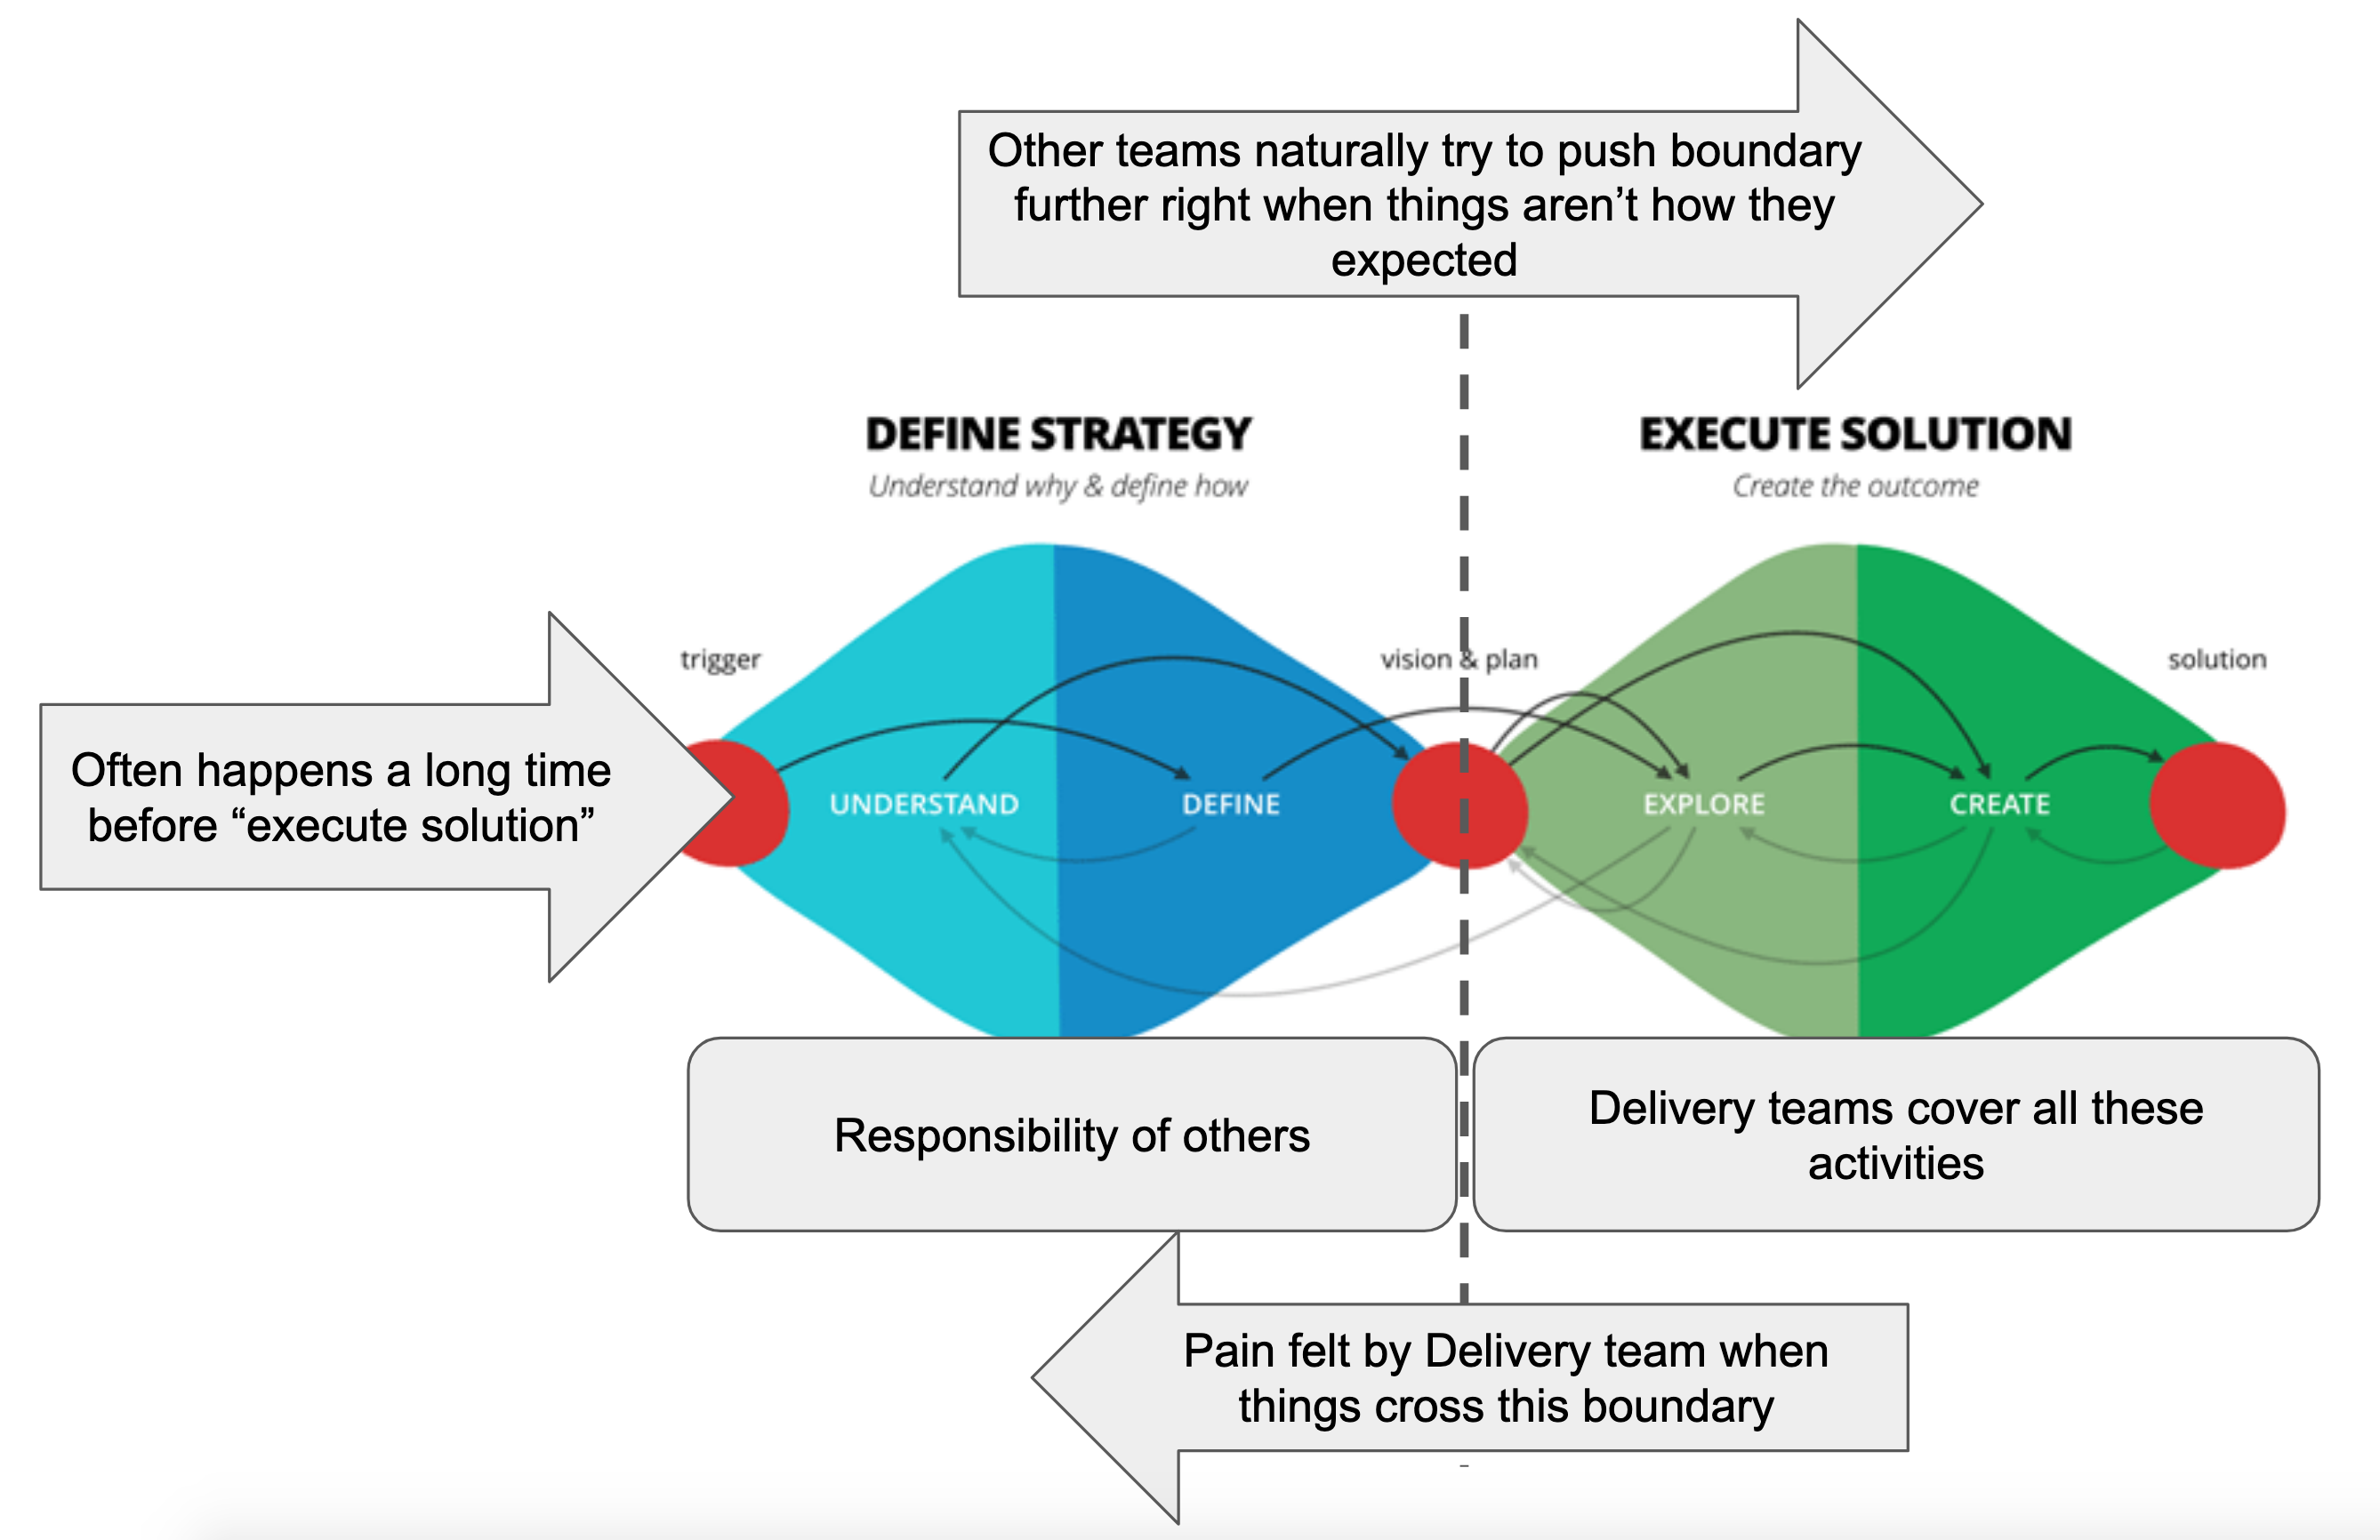 Other teams naturally try to push boundary
further right when things aren’t how they
expected
DEFINE STRATEGY
Understand why & define how
EXECUTE SOLUTION
Create the outcome
trigger
vision & plan
solution
Often happens a long time
before “execute solution”
UNDERSTAND
DEFINE
EXPLORE
CREATE
Responsibility of others
Delivery teams cover all these
activities
Pain felt by Delivery team when
things cross this boundary